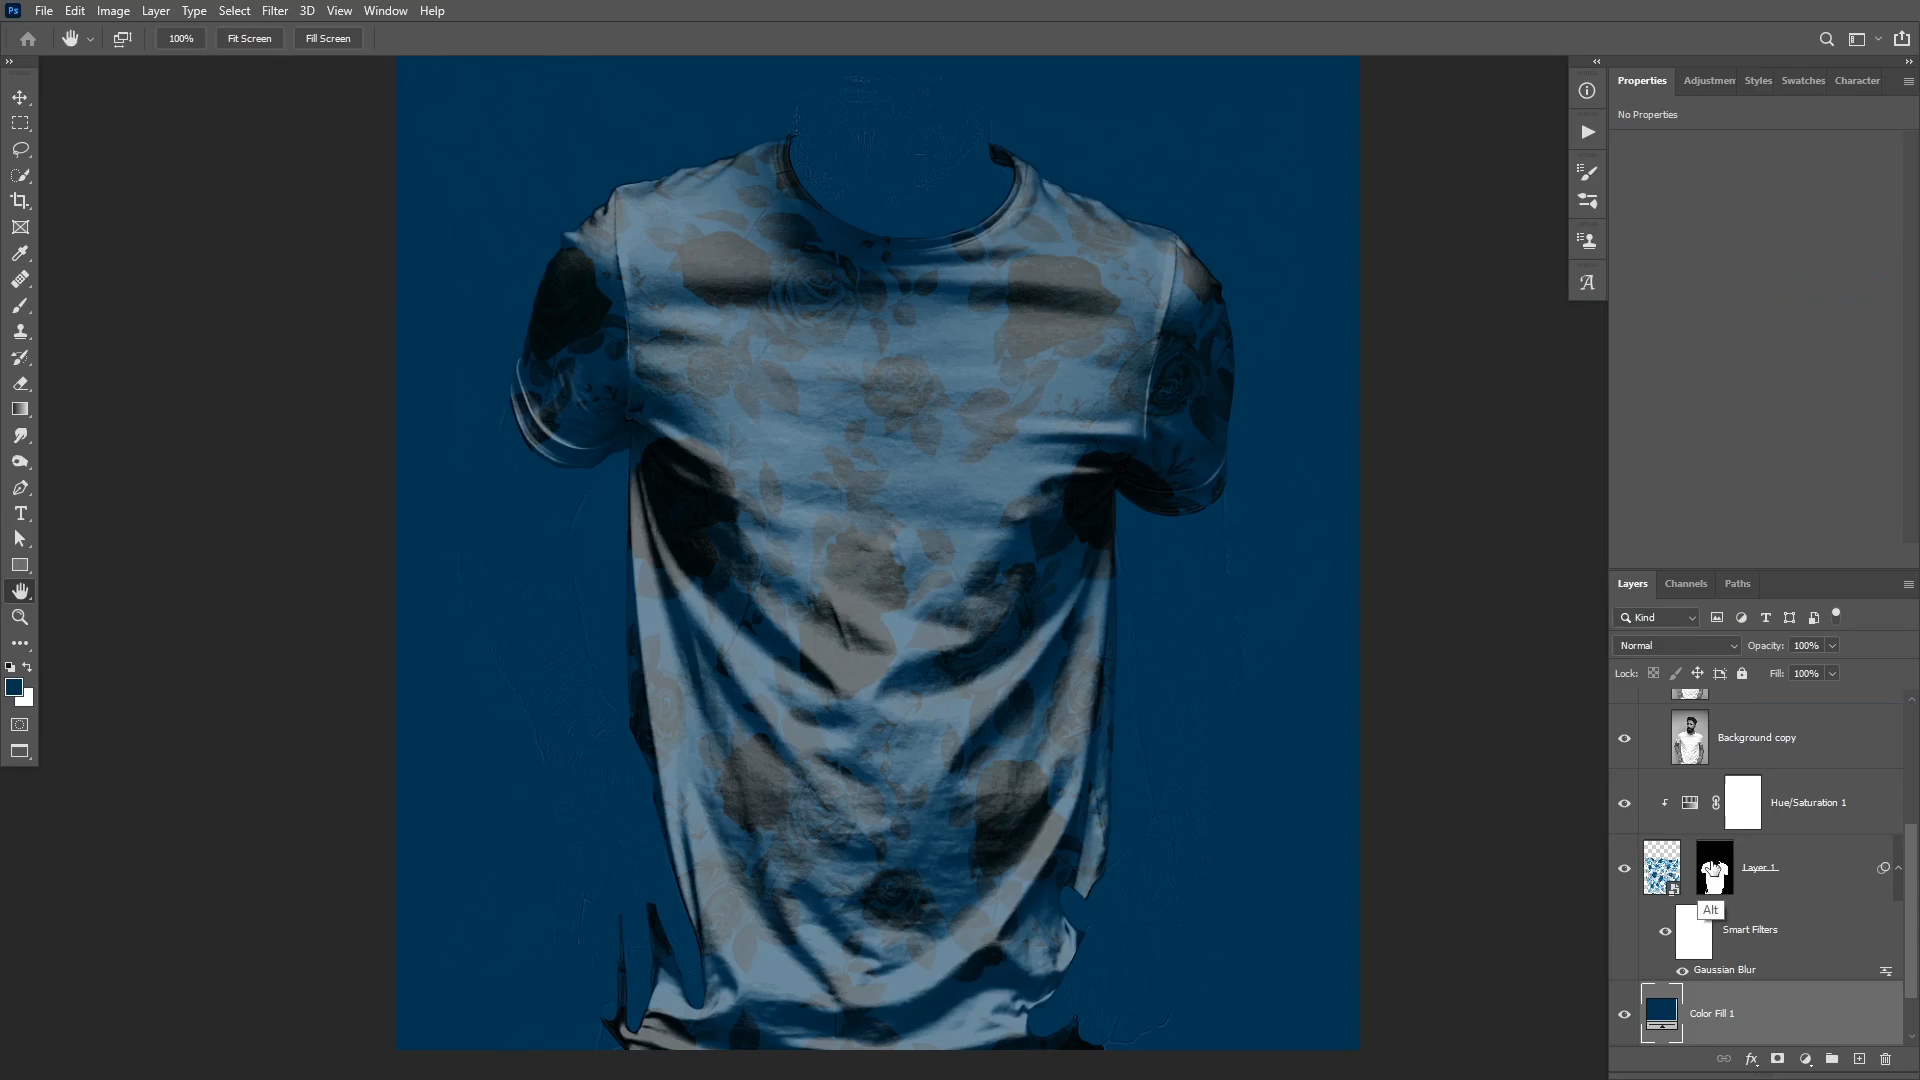 Ps File Edit Image Layer Type Select Filter 3D View Window Help
100% Fit Screen Fill Screen
Properties Adjustmen Styles Swatches Character
No Properties
Layers Channels Paths
Kind
Normal Opacity: 100%
Lock: Fill: 100%
Background copy
Hue/Saturation 1
Layer 1
Alt
Smart Filters
Gaussian Blur
Color Fill 1
fx